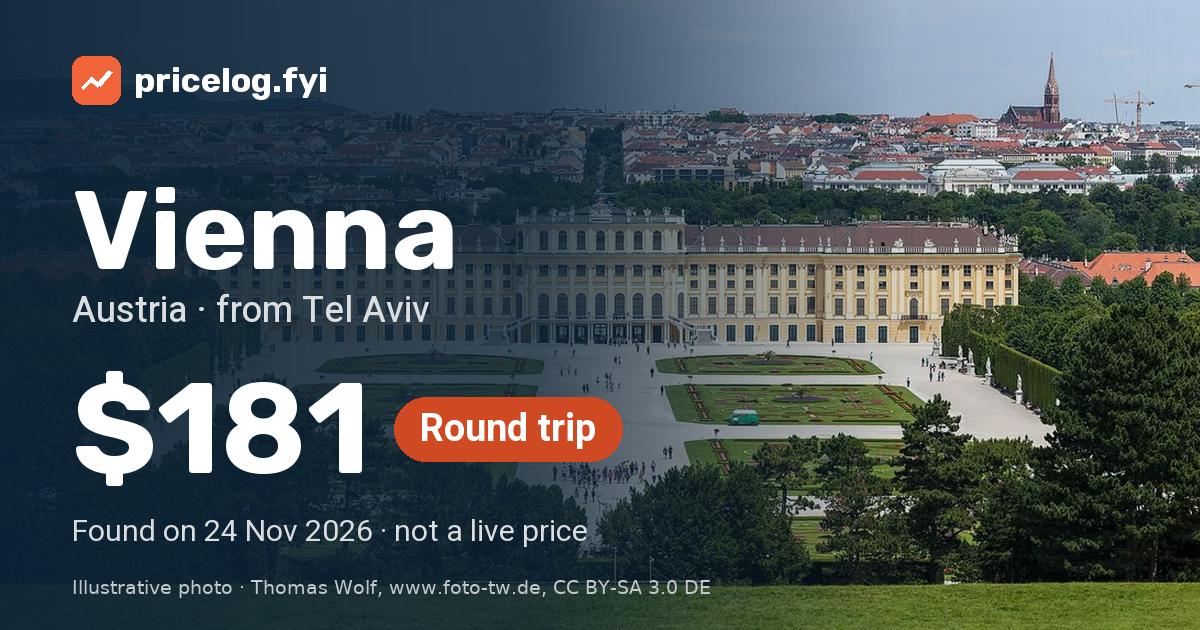 pricelog.fyi
Vienna
Austria · from Tel Aviv
$181
Round trip
Found on 24 Nov 2026 · not a live price
Illustrative photo · Thomas Wolf, www.foto-tw.de, CC BY-SA 3.0 DE